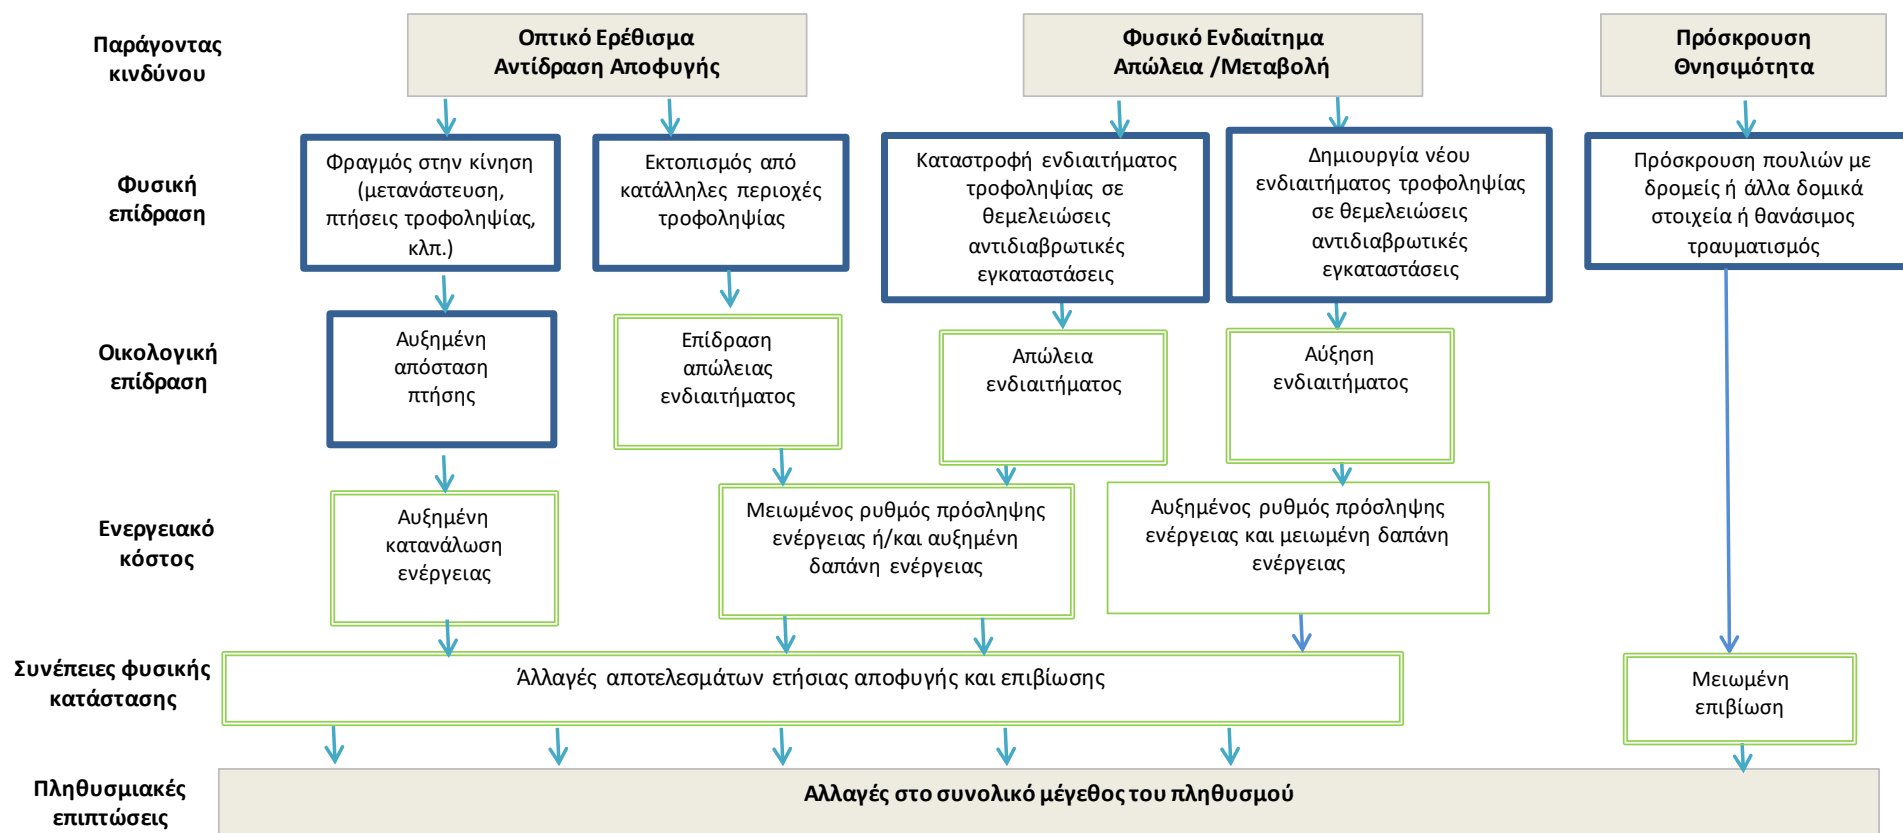 Παράγοντας
κινδύνου
Οπτικό Ερέθισμα
Αντίδραση Αποφυγής
Φυσικό Ενδιαίτημα
Απώλεια /Μεταβολή
Πρόσκρουση
Θνησιμότητα
Φυσική
επίδραση
Φραγμός στην κίνηση
(μετανάστευση,
πτήσεις τροφοληψίας,
κλπ.)
Εκτοπισμός από
κατάλληλες περιοχές
τροφοληψίας
Καταστροφή ενδιαιτήματος
τροφοληψίας σε
θεμελειώσεις
αντιδιαβρωτικές
εγκαταστάσεις
Δημιουργία νέου
ενδιαιτήματος τροφοληψίας
σε θεμελειώσεις
αντιδιαβρωτικές
εγκαταστάσεις
Πρόσκρουση πουλιών με
δρομείς ή άλλα δομικά
στοιχεία ή θανάσιμος
τραυματισμός
Οικολογική
επίδραση
Αυξημένη
απόσταση
πτήσης
Επίδραση
απώλειας
ενδιαιτήματος
Απώλεια
ενδιαιτήματος
Αύξηση
ενδιαιτήματος
Ενεργειακό
κόστος
Αυξημένη
κατανάλωση
ενέργειας
Μειωμένος ρυθμός πρόσληψης
ενέργειας ή/και αυξημένη
δαπάνη ενέργειας
Αυξημένος ρυθμός πρόσληψης
ενέργειας και μειωμένη δαπάνη
ενέργειας
Συνέπειες φυσικής
κατάστασης
Άλλαγές αποτελεσμάτων ετήσιας αποφυγής και επιβίωσης
Μειωμένη
επιβίωση
Πληθυσμιακές
επιπτώσεις
Αλλαγές στο συνολικό μέγεθος του πληθυσμού